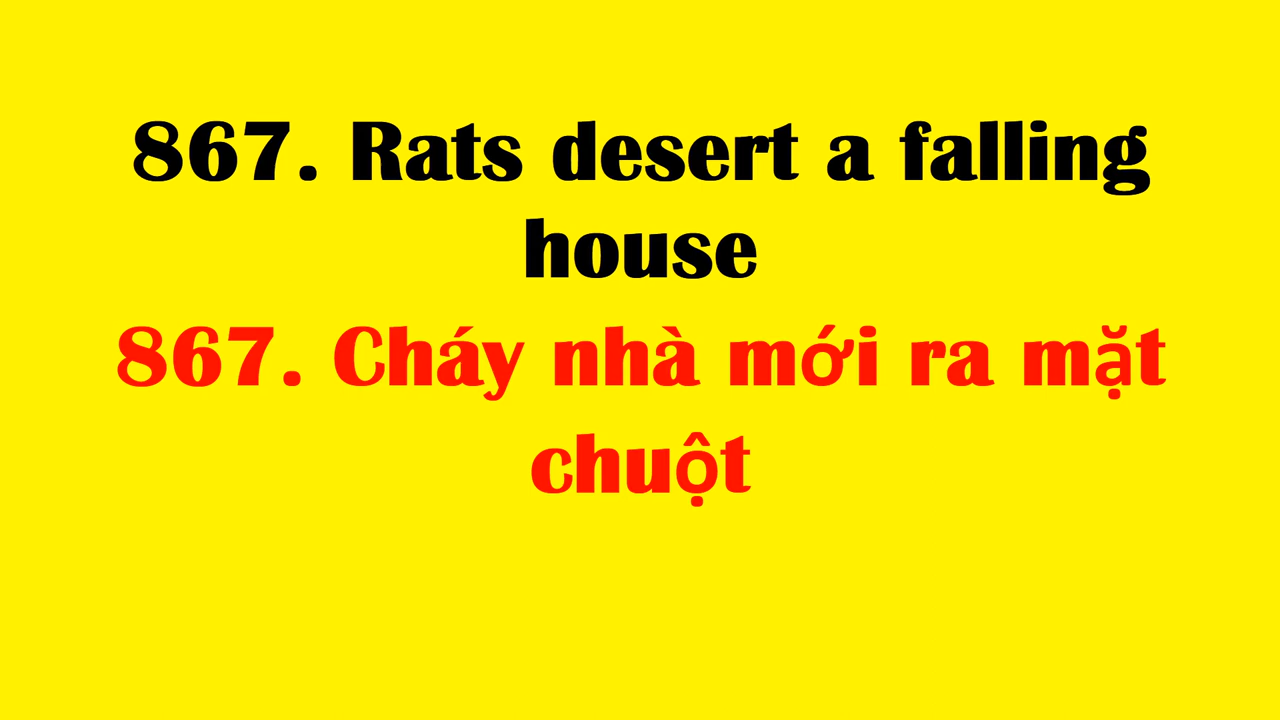 867. Rats desert a falling
house
867. Cháy nhà mới ra mặt
chuột